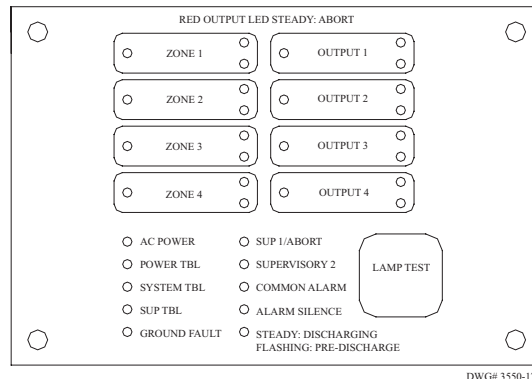 RED OUTPUT LED STEADY: ABORT
ZONE 1
OUTPUT 1
ZONE 2
OUTPUT 2
ZONE 3
OUTPUT 3
ZONE 4
OUTPUT 4
AC POWER
SUP 1/ABORT
POWER TBL
SUPERVISORY 2
LAMP TEST
SYSTEM TBL
COMMON ALARM
SUP TBL
ALARM SILENCE
GROUND FAULT
STEADY: DISCHARGING
FLASHING: PRE-DISCHARGE
DWG#